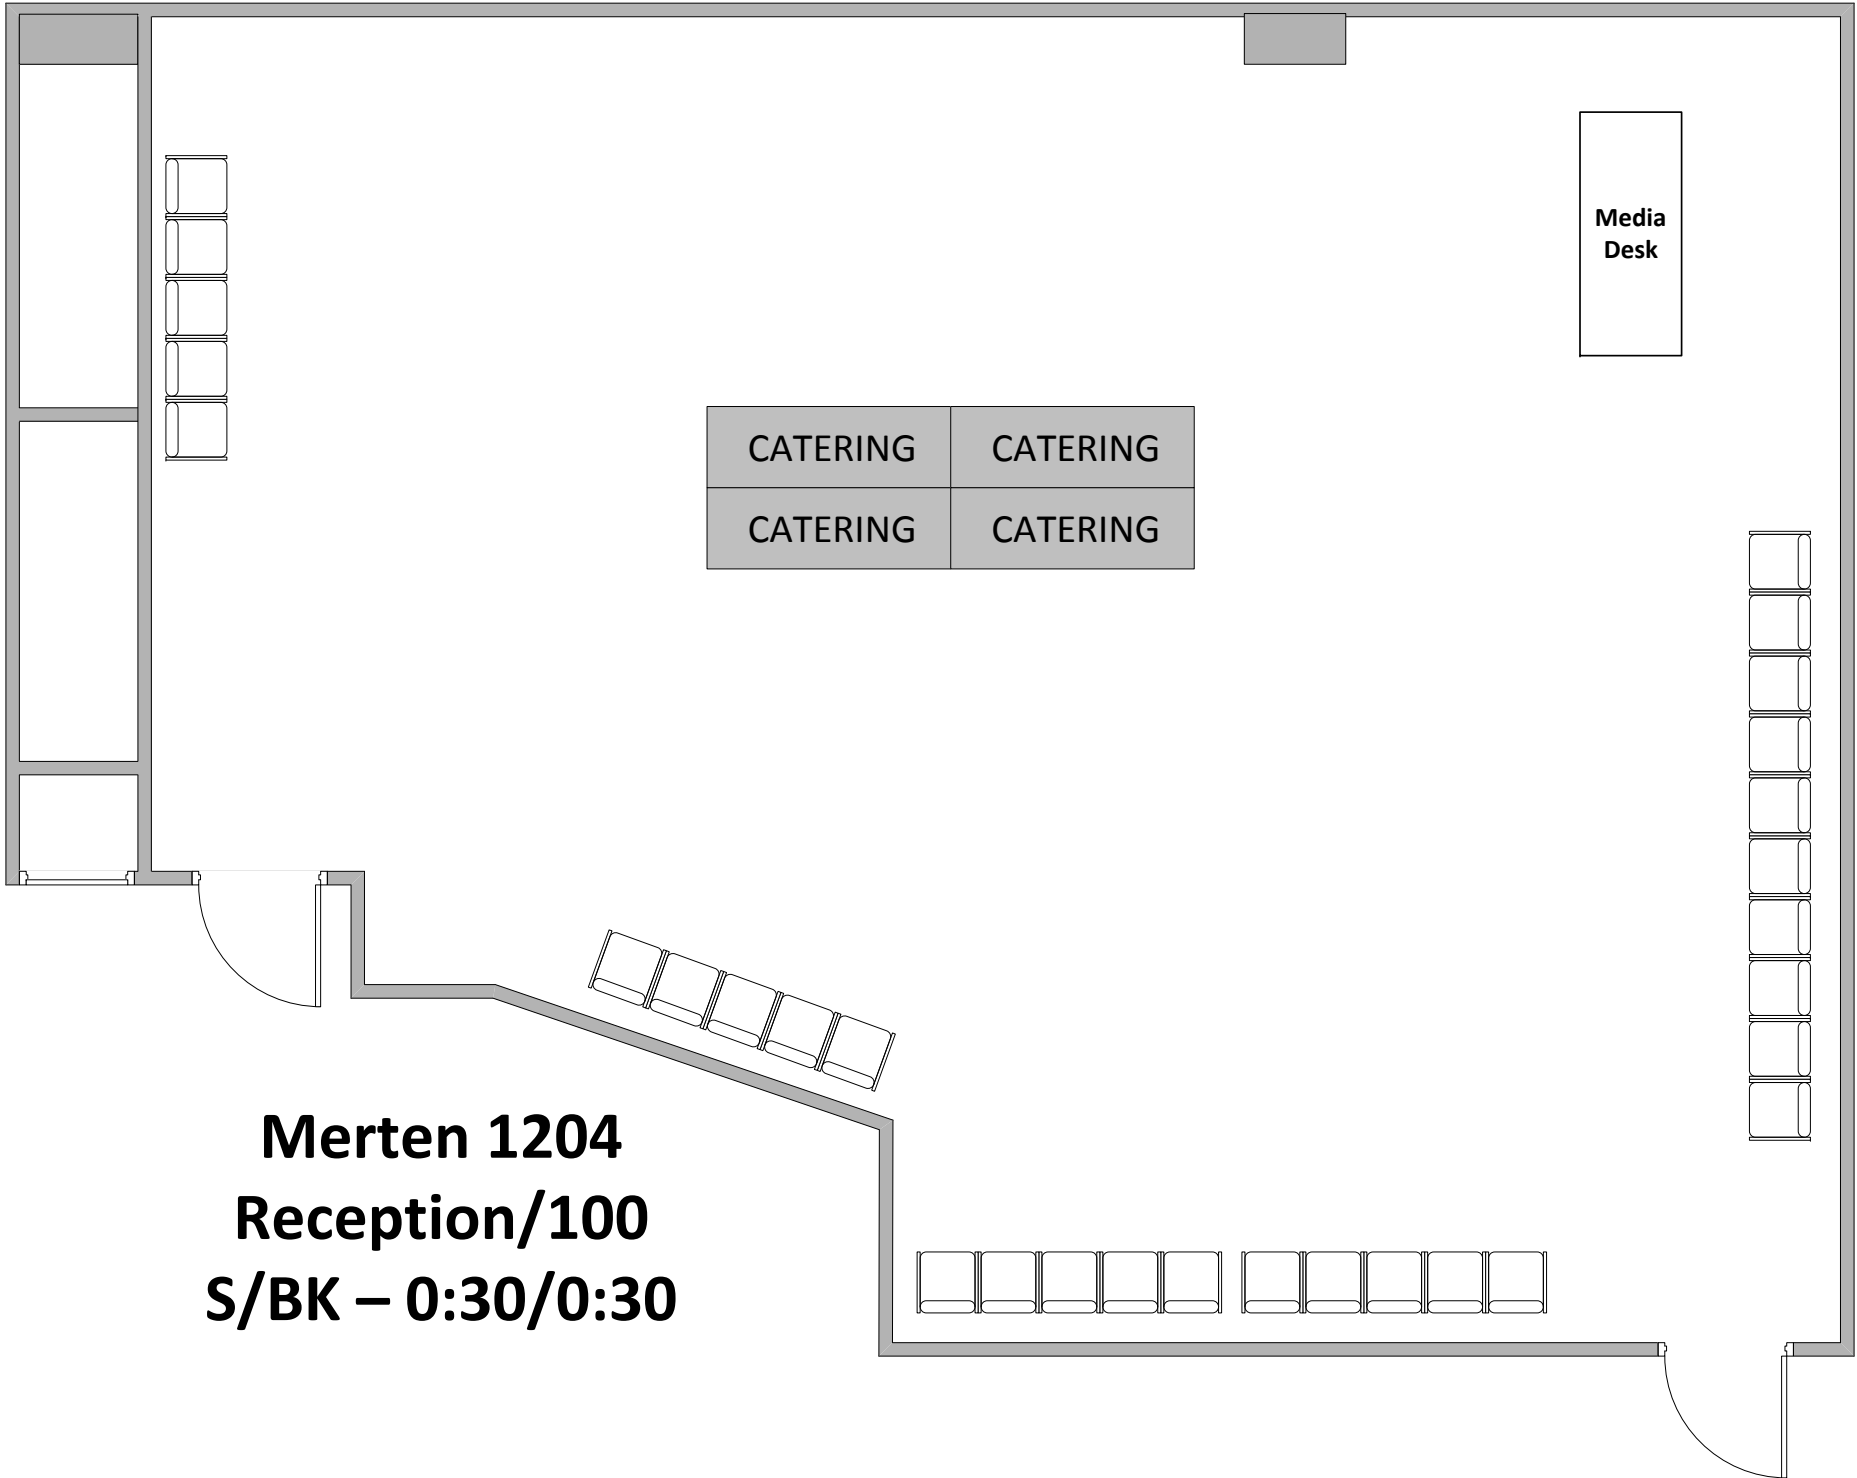 Media
Desk
CATERING CATERING
CATERING CATERING
Merten 1204
Reception/100
S/BK – 0:30/0:30